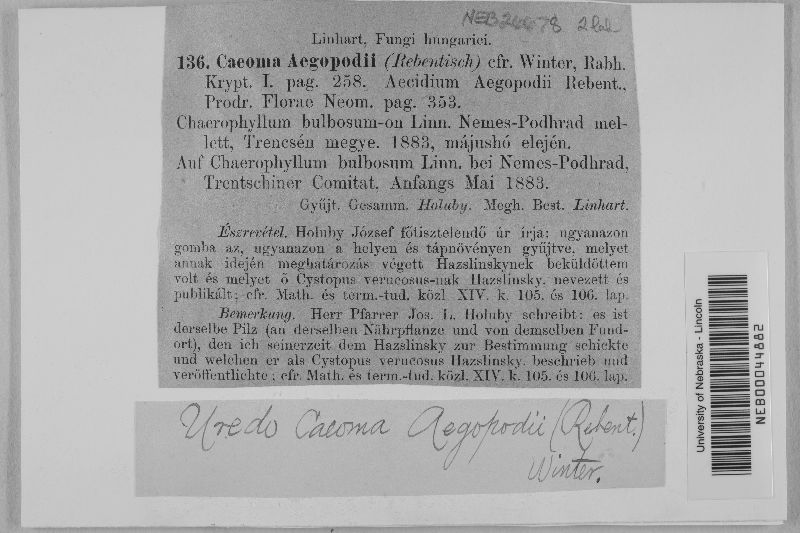 NEB26678 2 lab.
Linhart, Fungi hungarici.
136. Caeoma Aegopodii (Rebentisch) cfr. Winter, Rabh.
Krypt. I. pag. 258. Aecidium Aegopodii Rebent.,
Prodr. Florae Neom. pag. 353.
Chaerophyllum bulbosum-on Linn. Nemes-Podhrad mel-
lett, Trencsén megye. 1883, májushó elején.
Auf Chaerophyllum bulbosum Linn. bei Nemes-Podhrad,
Trentschiner Comitat. Anfangs Mai 1883.
Gyűjt. Gesamm. Holuby. Megh. Best. Linhart.
Észrevétel. Holuby József főtisztelendő úr írja: ugyanazon
gomba az, ugyanazon a helyen és tápnövényen gyűjtve, melyet
annak idején meghatározás végett Hazslinskynek beküldöttem
volt és melyet ő Cystopus verucosus-nak Hazslinsky, nevezett és
publikált; cfr. Math. és term.-tud. közl. XIV. k. 105. és 106. lap.
Bemerkung. Herr Pfarrer Jos. L. Holuby schreibt: es ist
derselbe Pilz (an derselben Nährpflanze und von demselben Fund-
ort), den ich seinerzeit dem Hazslinsky zur Bestimmung schickte
und welchen er als Cystopus verucosus Hazslinsky, beschrieb und
veröffentlichte; cfr. Math. és term.-tud. közl. XIV. k. 105. és 106. lap.
Uredo Caeoma Aegopodii (Rebent.)
Winter.
University of Nebraska - Lincoln
NEB00044882